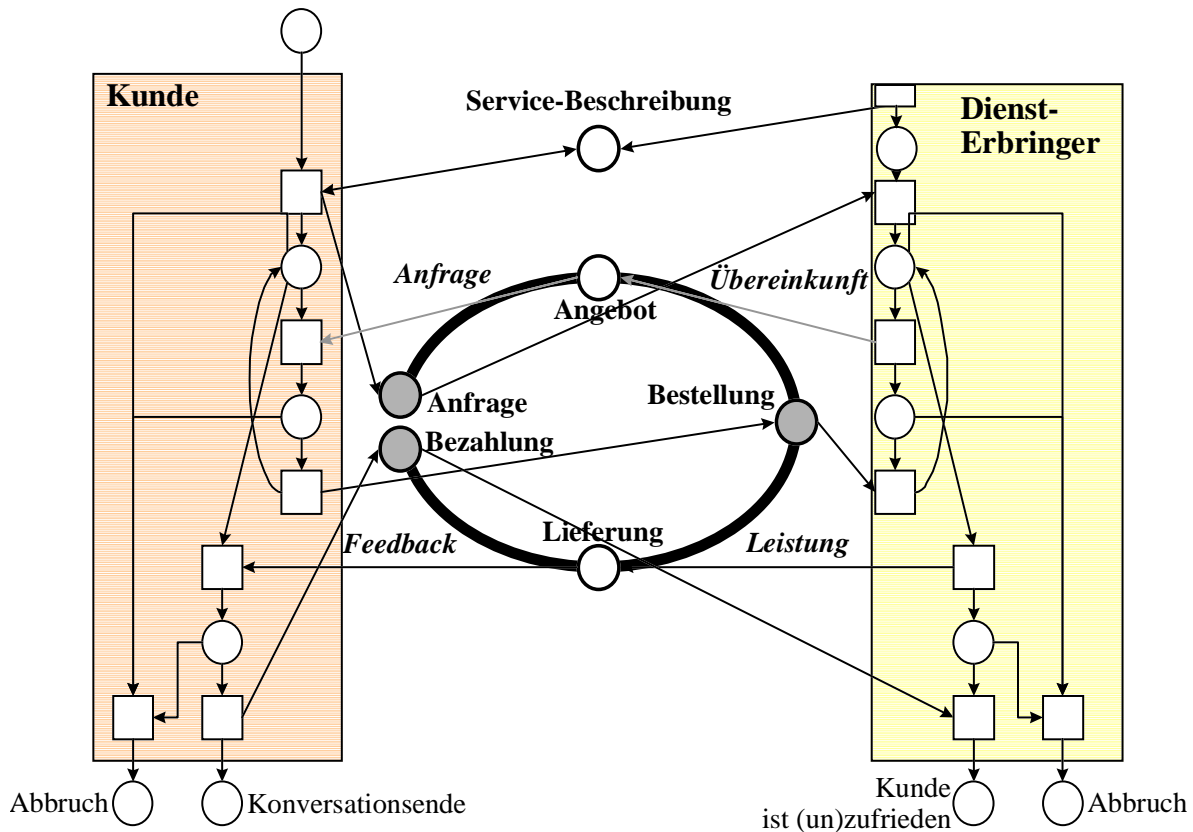 Kunde
Service-Beschreibung
Dienst-
Erbringer
Anfrage
Übereinkunft
Angebot
Anfrage
Bestellung
Bezahlung
Lieferung
Feedback
Leistung
Abbruch
Konversationsende
Kunde
ist (un)zufrieden
Abbruch